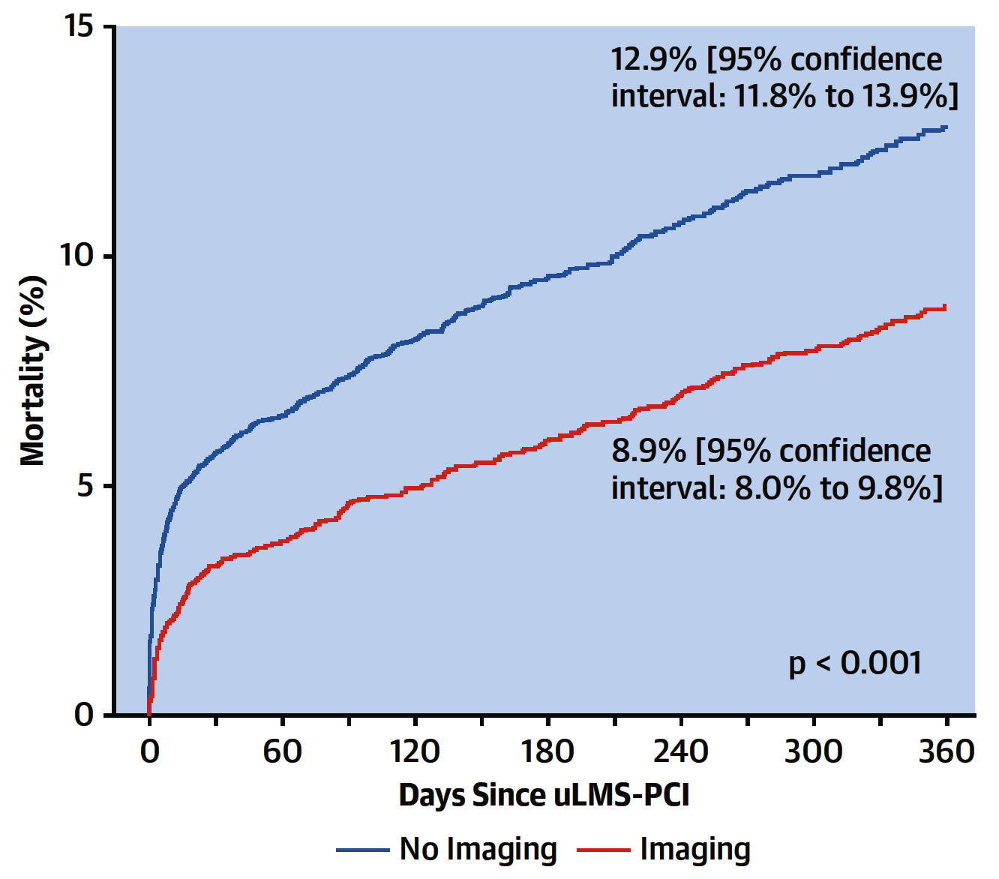 15
12.9% [95% confidence
interval: 11.8% to 13.9%]
10
Mortality (%)
8.9% [95% confidence
interval: 8.0% to 9.8%]
5
p < 0.001
0
0 60 120 180 240 300 360
Days Since uLMS-PCI
No Imaging Imaging